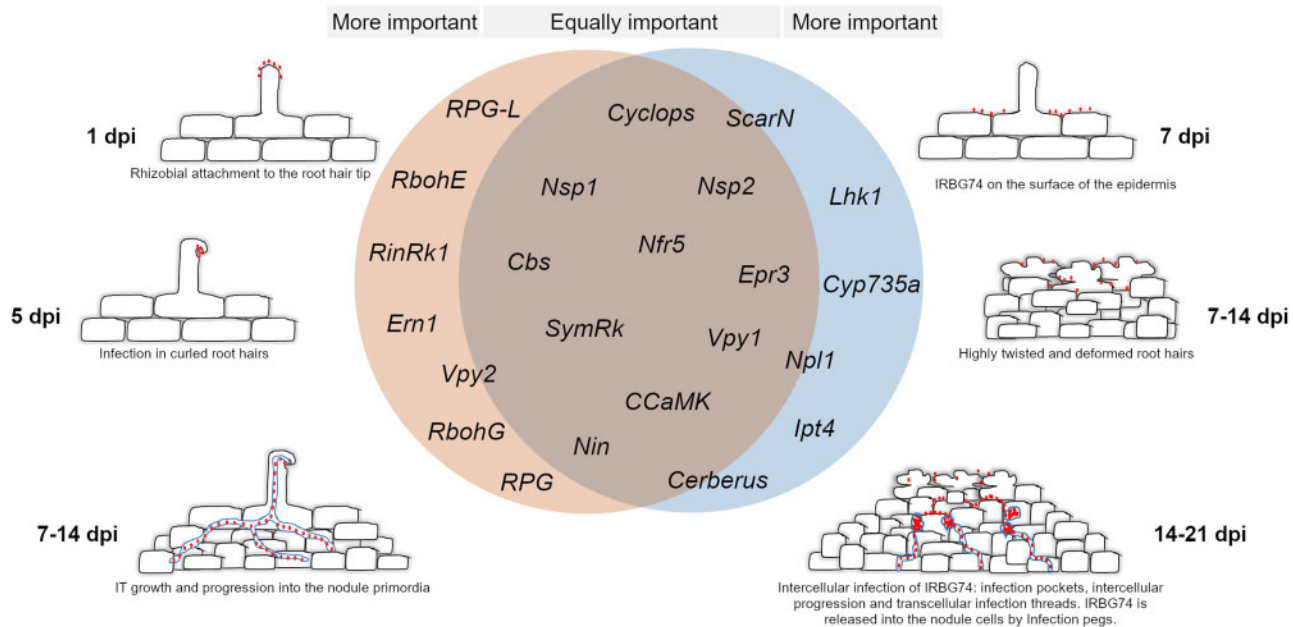 More important
Equally important
More important
1 dpi
Rhizobial attachment to the root hair tip
5 dpi
Infection in curled root hairs
7-14 dpi
IT growth and progression into the nodule primordia
RPG-L
Cyclops
ScarN
RbohE
Nsp1
Nsp2
Lhk1
RinRk1
Cbs
Nfr5
Epr3
Cyp735a
Ern1
SymRk
Vpy1
Npl1
Vpy2
CCaMK
Ipt4
RbohG
Nin
RPG
Cerberus
7 dpi
IRBG74 on the surface of the epidermis
7-14 dpi
Highly twisted and deformed root hairs
14-21 dpi
Intercellular infection of IRBG74: infection pockets, intercellular
progression and transcellular infection threads. IRBG74 is
released into the nodule cells by Infection pegs.